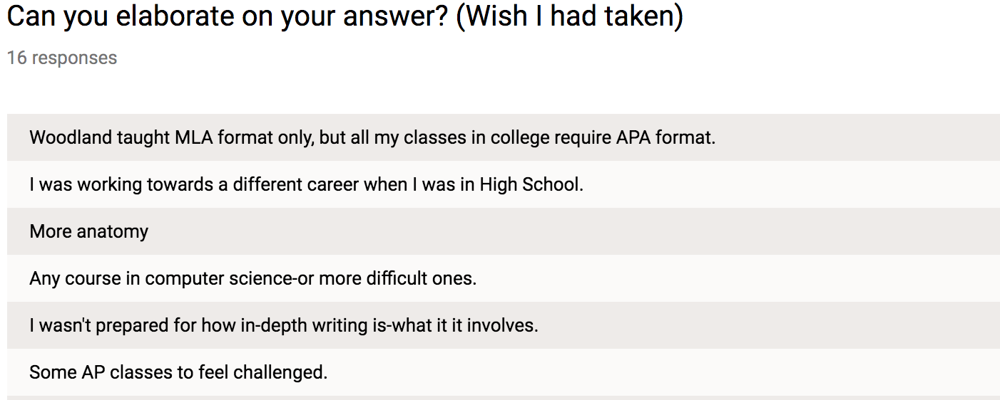 Can you elaborate on your answer? (Wish I had taken)
16 responses
Woodland taught MLA format only, but all my classes in college require APA format.
I was working towards a different career when I was in High School.
More anatomy
Any course in computer science-or more difficult ones.
I wasn't prepared for how in-depth writing is-what it it involves.
Some AP classes to feel challenged.